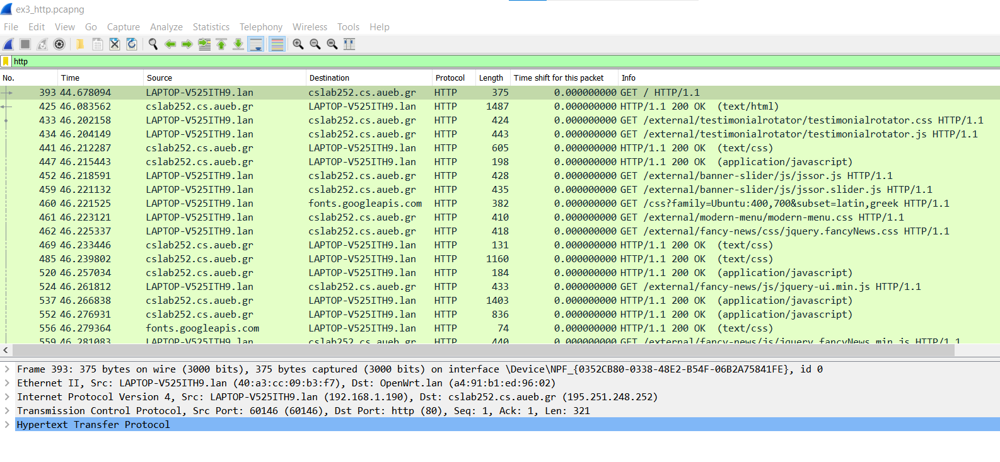 ex3_http.pcapng
File Edit View Go Capture Analyze Statistics Telephony Wireless Tools Help
http
No. Time Source Destination Protocol Length Time shift for this packet Info
393 44.678094 LAPTOP-V525ITH9.lan cslab252.cs.aueb.gr HTTP 375 0.000000000 GET / HTTP/1.1
425 46.083562 cslab252.cs.aueb.gr LAPTOP-V525ITH9.lan HTTP 1487 0.000000000 HTTP/1.1 200 OK (text/html)
433 46.202158 LAPTOP-V525ITH9.lan cslab252.cs.aueb.gr HTTP 424 0.000000000 GET /external/testimonialrotator/testimonialrotator.css HTTP/1.1
434 46.204149 LAPTOP-V525ITH9.lan cslab252.cs.aueb.gr HTTP 443 0.000000000 GET /external/testimonialrotator/testimonialrotator.js HTTP/1.1
441 46.212287 cslab252.cs.aueb.gr LAPTOP-V525ITH9.lan HTTP 605 0.000000000 HTTP/1.1 200 OK (text/css)
447 46.215443 cslab252.cs.aueb.gr LAPTOP-V525ITH9.lan HTTP 198 0.000000000 HTTP/1.1 200 OK (application/javascript)
452 46.218591 LAPTOP-V525ITH9.lan cslab252.cs.aueb.gr HTTP 428 0.000000000 GET /external/banner-slider/js/jssor.js HTTP/1.1
459 46.221132 LAPTOP-V525ITH9.lan cslab252.cs.aueb.gr HTTP 435 0.000000000 GET /external/banner-slider/js/jssor.slider.js HTTP/1.1
460 46.221525 LAPTOP-V525ITH9.lan fonts.googleapis.com HTTP 382 0.000000000 GET /css?family=Ubuntu:400,700&subset=latin,greek HTTP/1.1
461 46.223121 LAPTOP-V525ITH9.lan cslab252.cs.aueb.gr HTTP 410 0.000000000 GET /external/modern-menu/modern-menu.css HTTP/1.1
462 46.225337 LAPTOP-V525ITH9.lan cslab252.cs.aueb.gr HTTP 418 0.000000000 GET /external/fancy-news/css/jquery.fancyNews.css HTTP/1.1
469 46.233446 cslab252.cs.aueb.gr LAPTOP-V525ITH9.lan HTTP 131 0.000000000 HTTP/1.1 200 OK (text/css)
485 46.239802 cslab252.cs.aueb.gr LAPTOP-V525ITH9.lan HTTP 1160 0.000000000 HTTP/1.1 200 OK (text/css)
520 46.257034 cslab252.cs.aueb.gr LAPTOP-V525ITH9.lan HTTP 184 0.000000000 HTTP/1.1 200 OK (application/javascript)
524 46.261812 LAPTOP-V525ITH9.lan cslab252.cs.aueb.gr HTTP 433 0.000000000 GET /external/fancy-news/js/jquery-ui.min.js HTTP/1.1
537 46.266838 cslab252.cs.aueb.gr LAPTOP-V525ITH9.lan HTTP 1403 0.000000000 HTTP/1.1 200 OK (application/javascript)
552 46.276931 cslab252.cs.aueb.gr LAPTOP-V525ITH9.lan HTTP 836 0.000000000 HTTP/1.1 200 OK (application/javascript)
556 46.279364 fonts.googleapis.com LAPTOP-V525ITH9.lan HTTP 74 0.000000000 HTTP/1.1 200 OK (text/css)
559 46.281083 LAPTOP-V525ITH9.lan cslab252.cs.aueb.gr HTTP 440 0.000000000 GET /external/fancy-news/js/jquery.fancyNews.min.js HTTP/1.1
Frame 393: 375 bytes on wire (3000 bits), 375 bytes captured (3000 bits) on interface \Device\NPF_{0352CB80-0338-48E2-B54F-06B2A75841FE}, id 0
Ethernet II, Src: LAPTOP-V525ITH9.lan (40:a3:cc:09:b3:f7), Dst: OpenWrt.lan (a4:91:b1:ed:96:02)
Internet Protocol Version 4, Src: LAPTOP-V525ITH9.lan (192.168.1.190), Dst: cslab252.cs.aueb.gr (195.251.248.252)
Transmission Control Protocol, Src Port: 60146 (60146), Dst Port: http (80), Seq: 1, Ack: 1, Len: 321
Hypertext Transfer Protocol